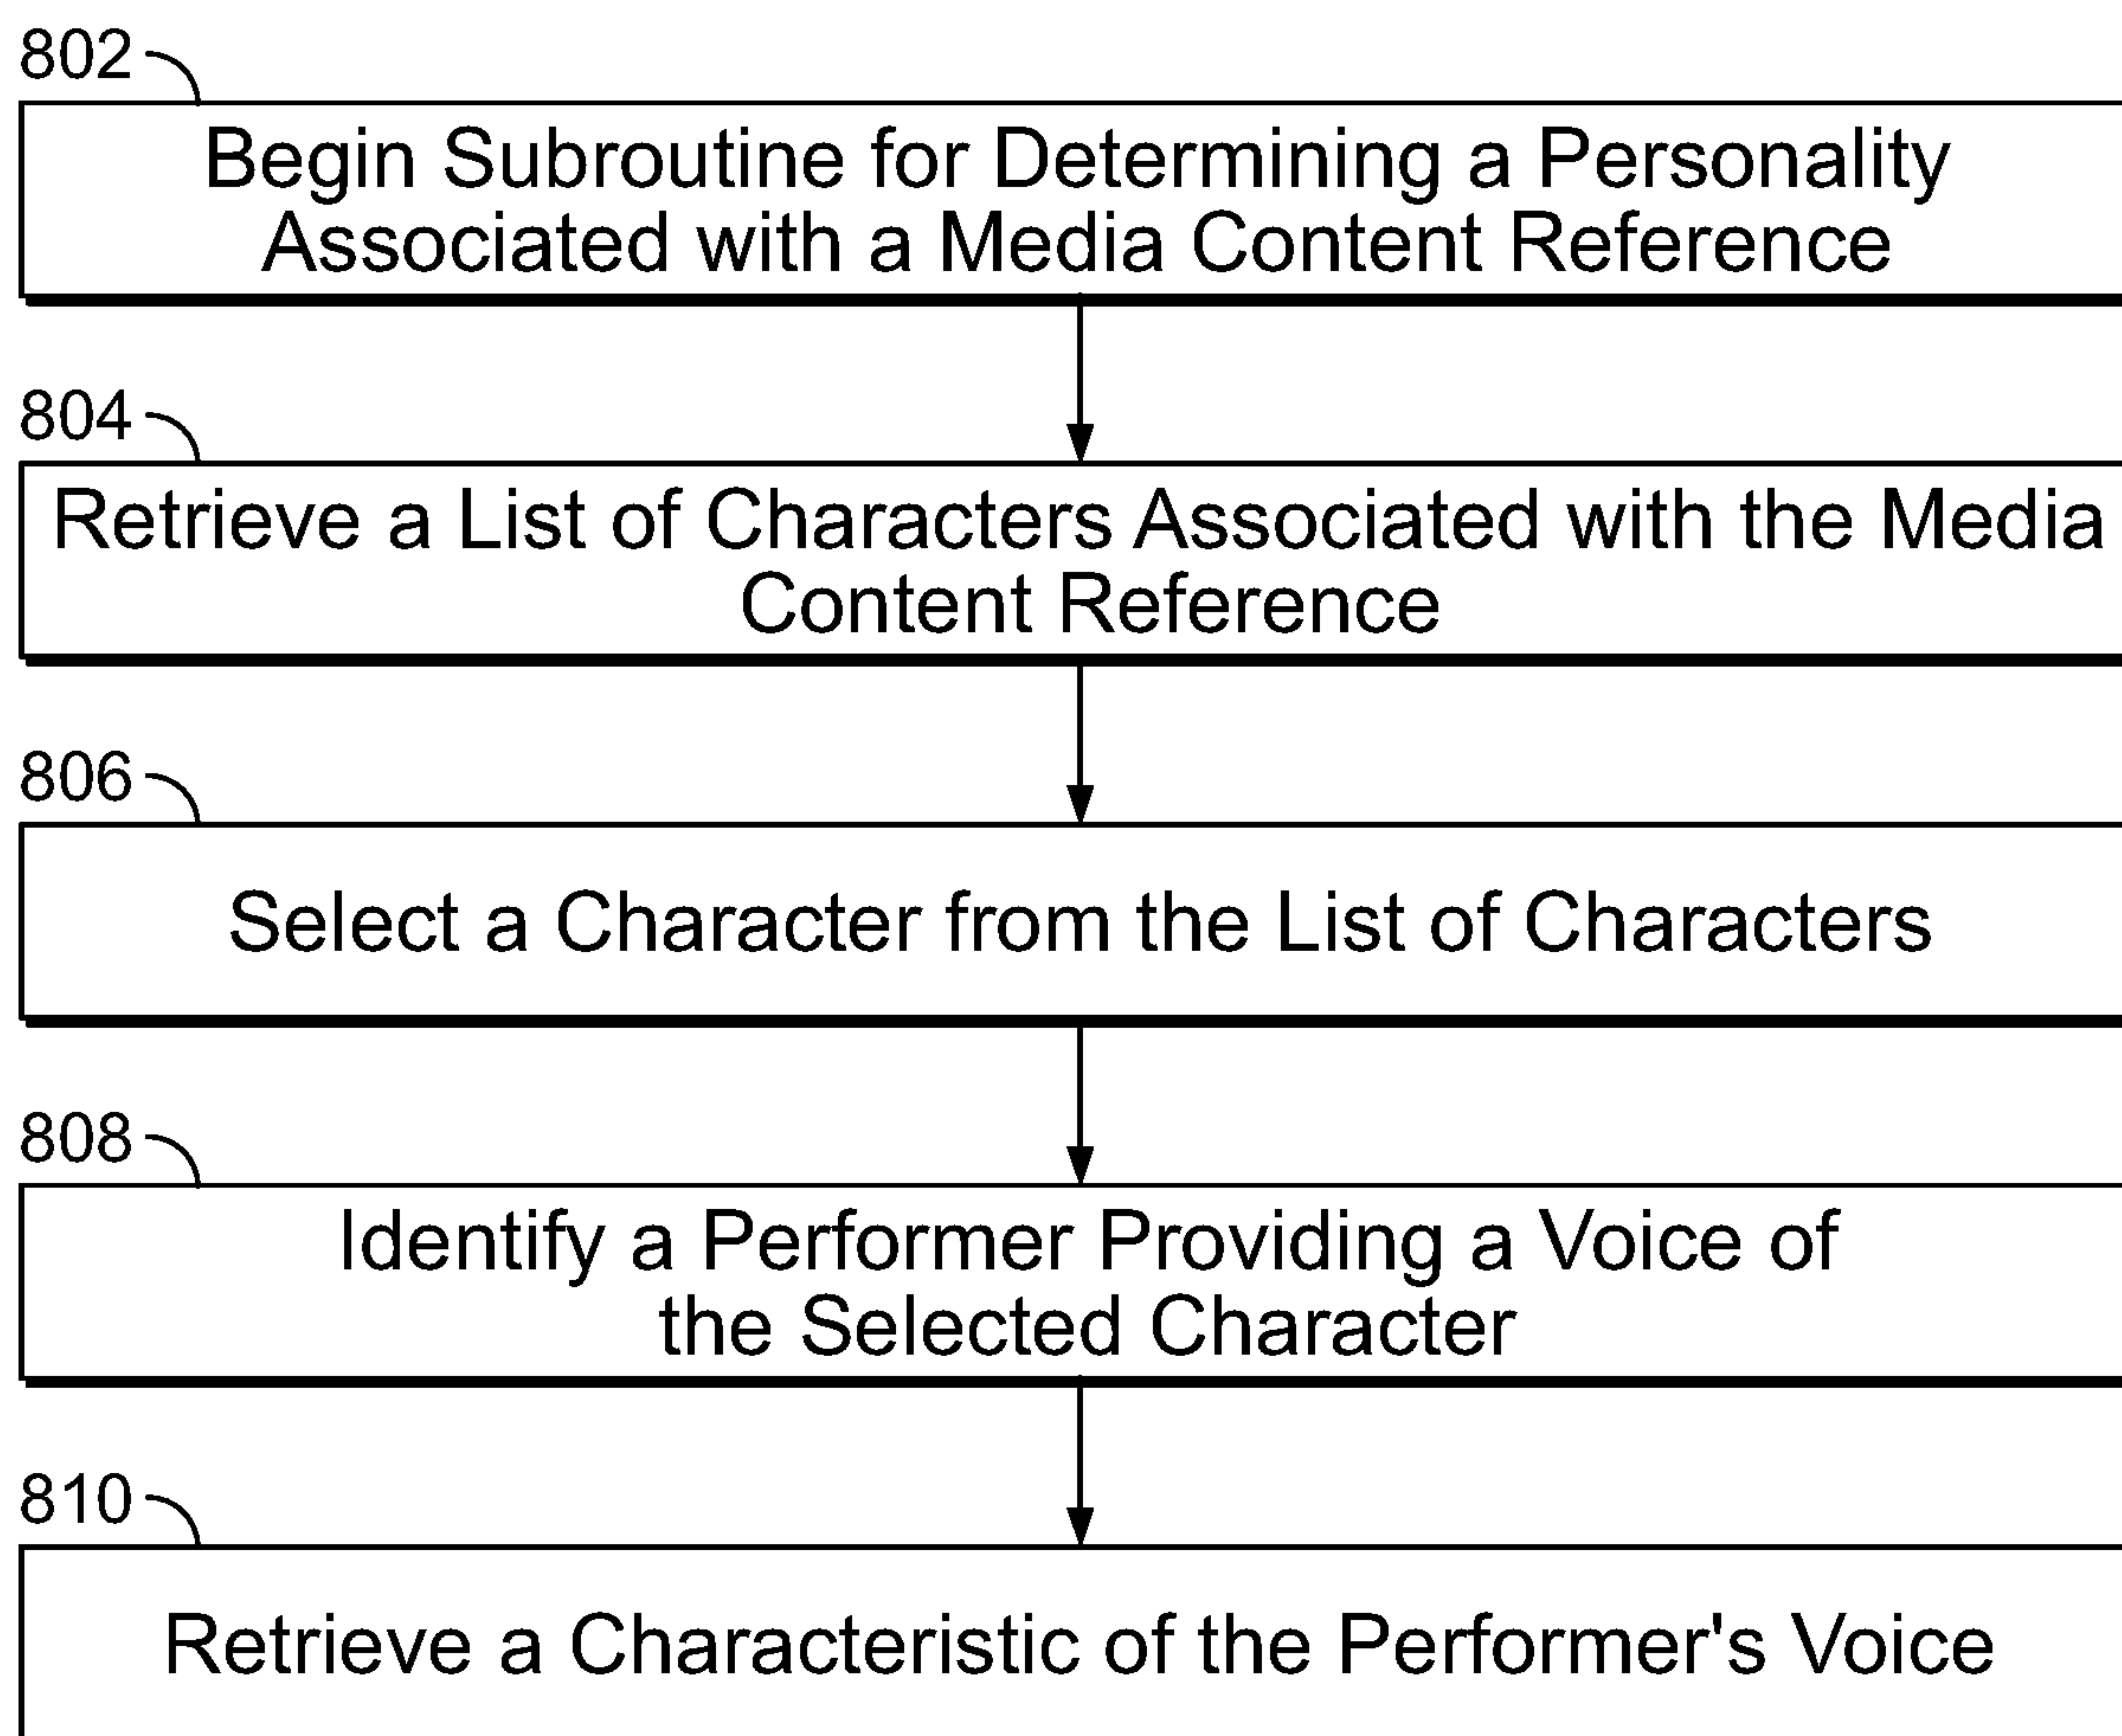 802
Begin Subroutine for Determining a Personality
Associated with a Media Content Reference
804
Retrieve a List of Characters Associated with the Media
Content Reference
806
Select a Character from the List of Characters
808
Identify a Performer Providing a Voice of
the Selected Character
810
Retrieve a Characteristic of the Performer's Voice